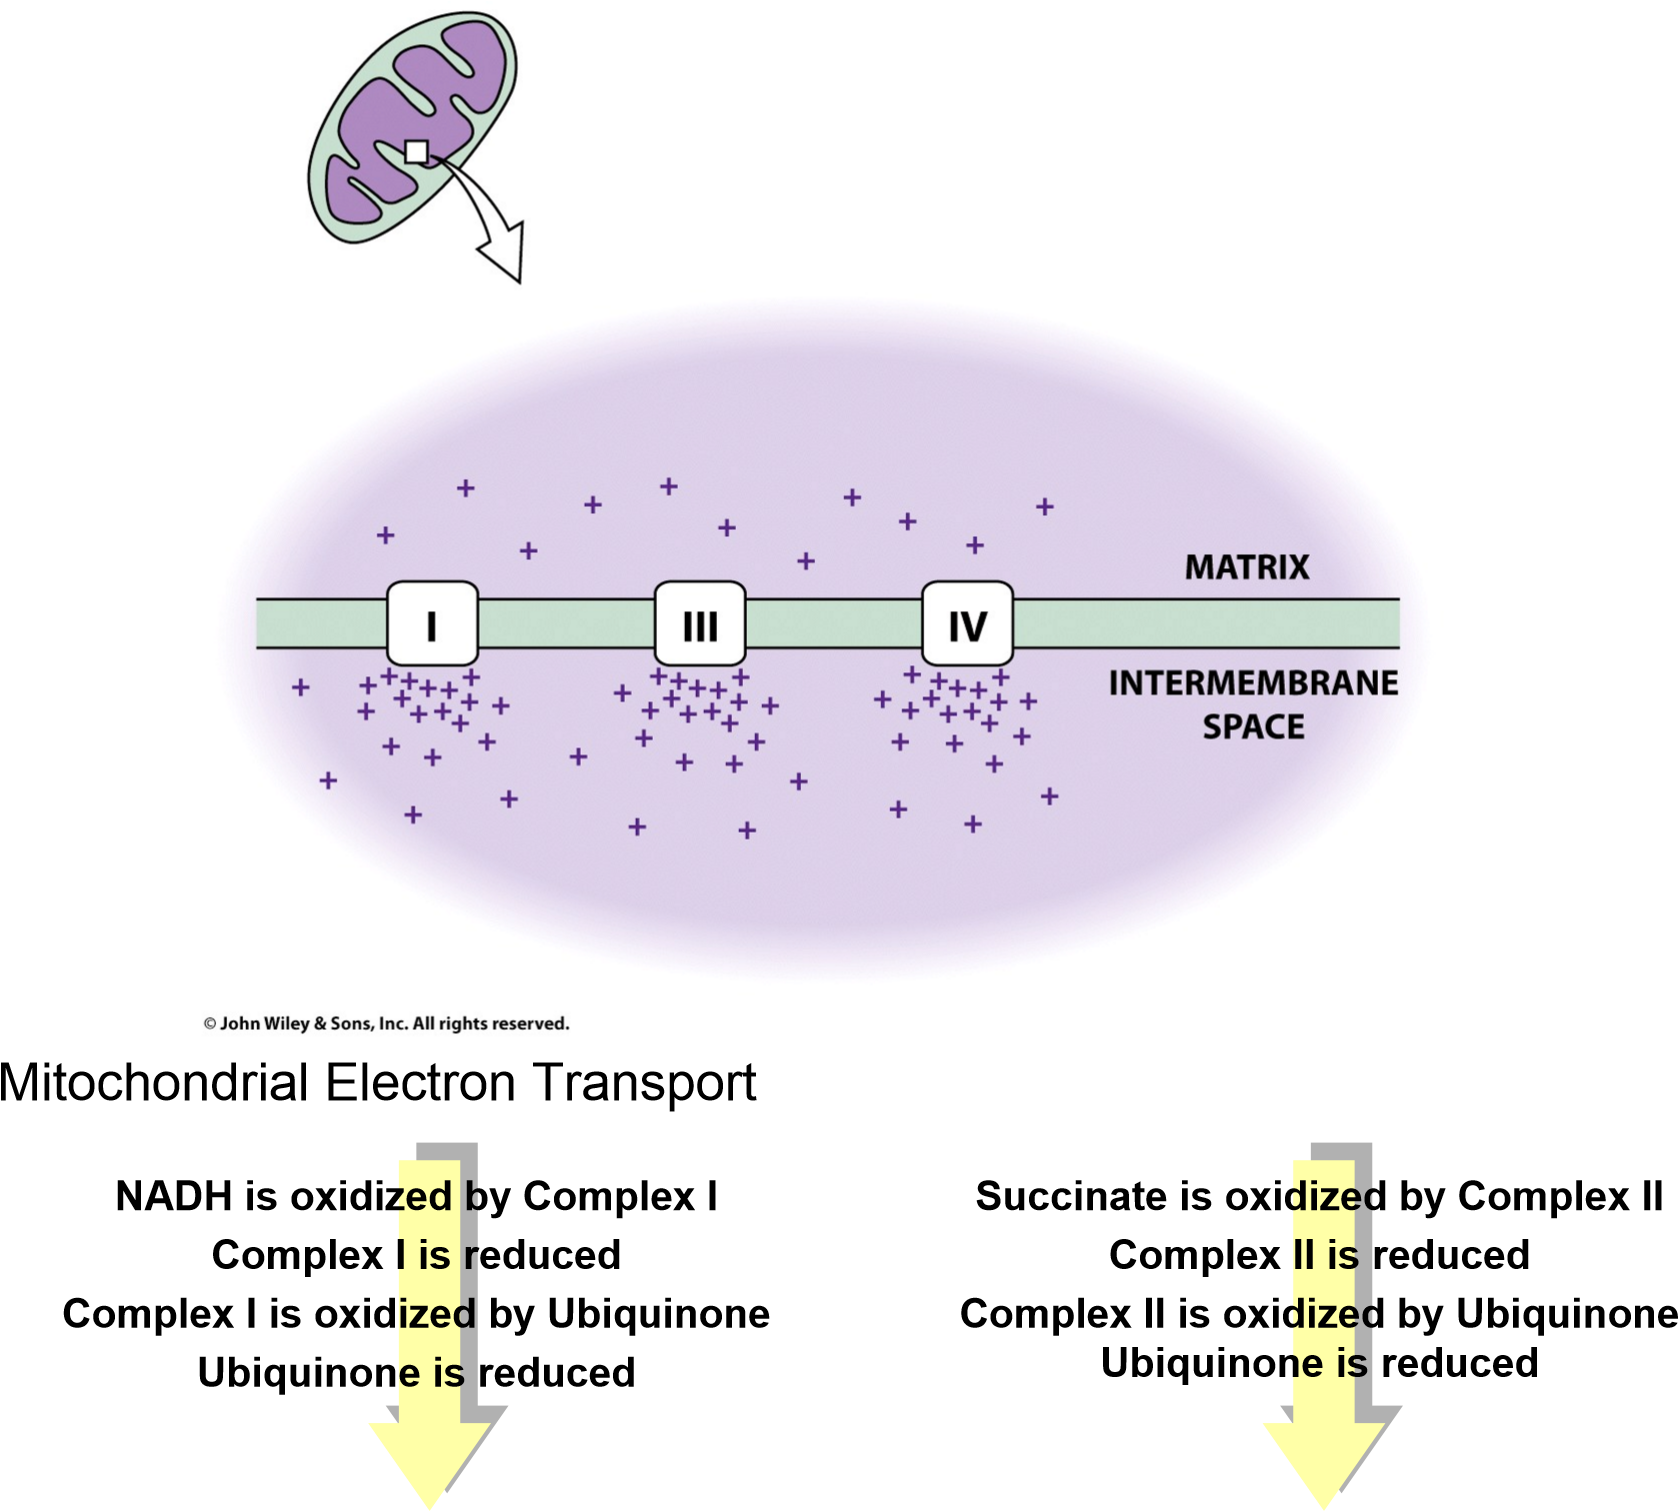 MATRIX
I
III
IV
INTERMEMBRANE
SPACE
© John Wiley & Sons, Inc. All rights reserved.
Mitochondrial Electron Transport
NADH is oxidized by Complex I
Complex I is reduced
Complex I is oxidized by Ubiquinone
Ubiquinone is reduced
Succinate is oxidized by Complex II
Complex II is reduced
Complex II is oxidized by Ubiquinone
Ubiquinone is reduced